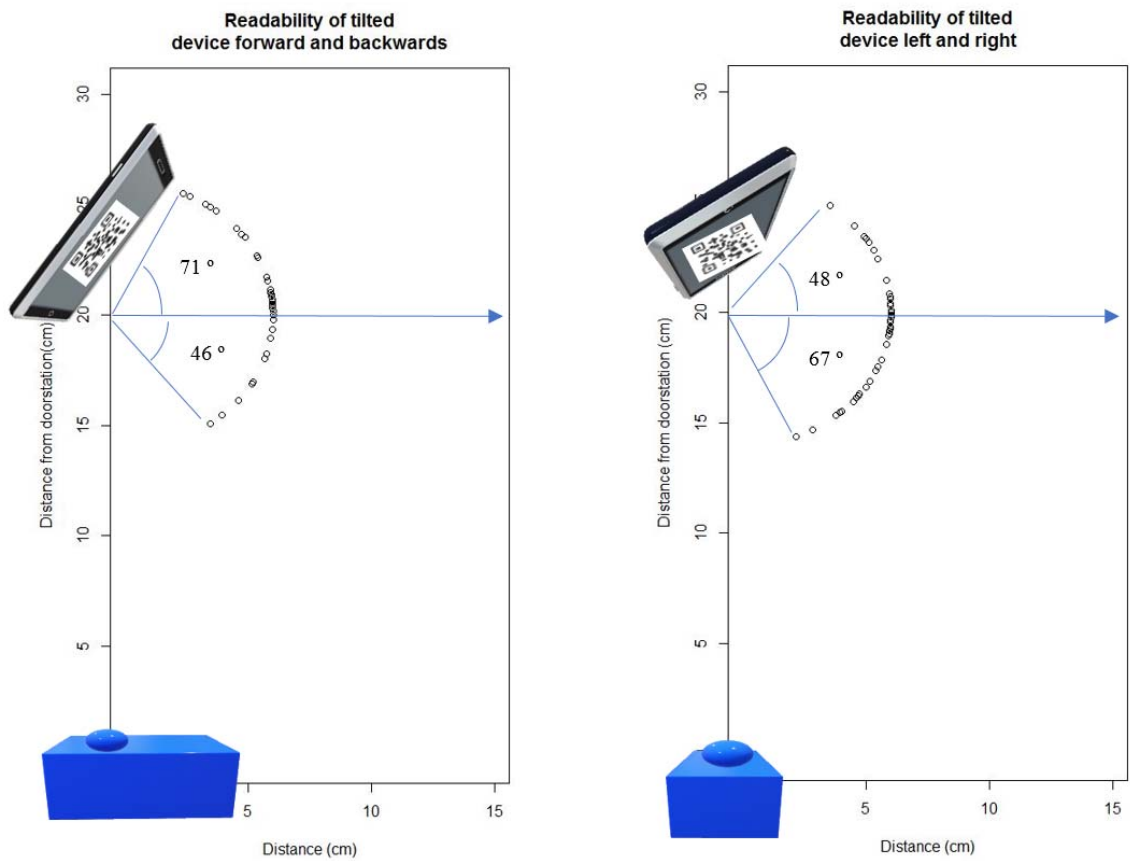 Readability of tilted
device forward and backwards
30
25
20
15
10
5
71 º
46 º
Distance from doorstation(cm)
5
10
15
Distance (cm)
Readability of tilted
device left and right
30
20
15
10
5
48 º
67 º
Distance from doorstation (cm)
5
10
15
Distance (cm)